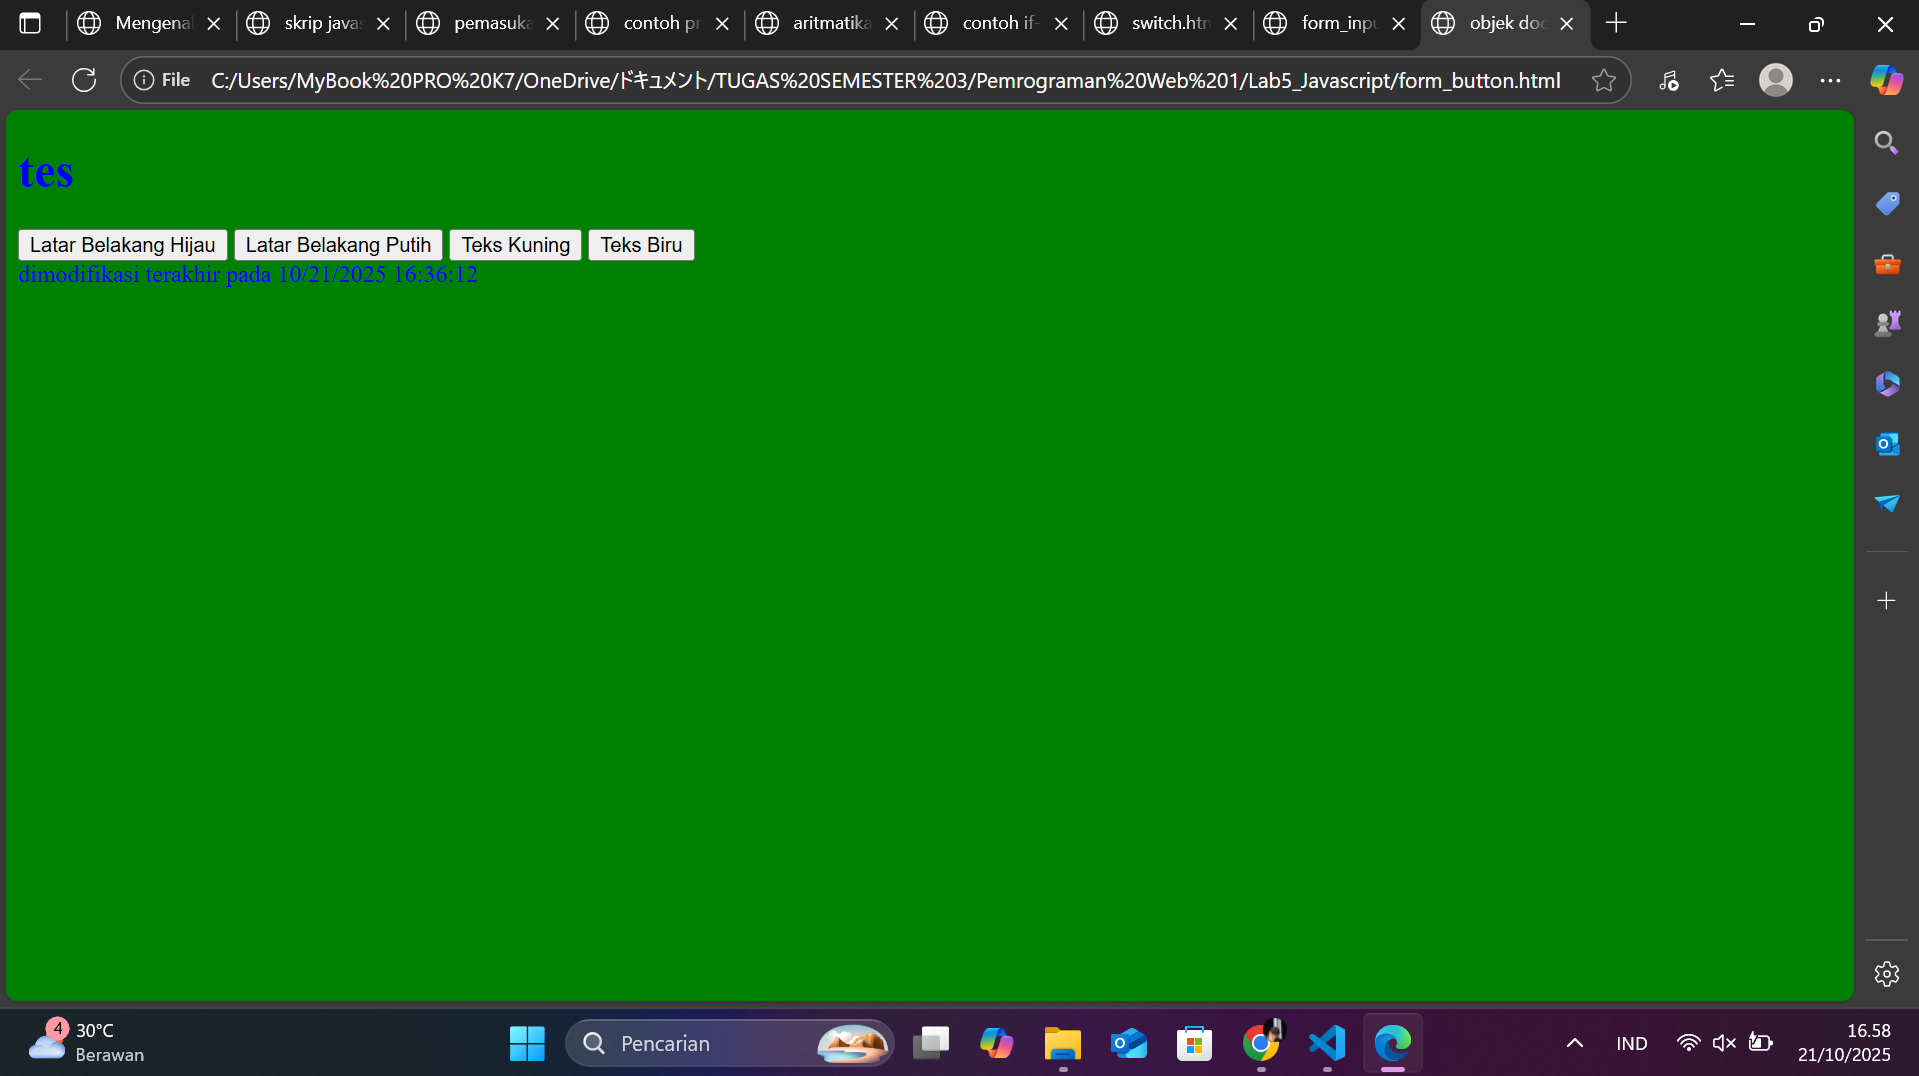 Mengenal
skrip javas
pemasuka
contoh pr
aritmatika
contoh if-
switch.htm
form_inpu
objek doc
File C:/Users/MyBook%20PRO%20K7/OneDrive/ドキュメント/TUGAS%20SEMESTER%203/Pemrograman%20Web%201/Lab5_Javascript/form_button.html
tes
Latar Belakang Hijau Latar Belakang Putih Teks Kuning Teks Biru
dimodifikasi terakhir pada 10/21/2025 16:36:12
4
30°C
Berawan
Pencarian
IND
16.58
21/10/2025